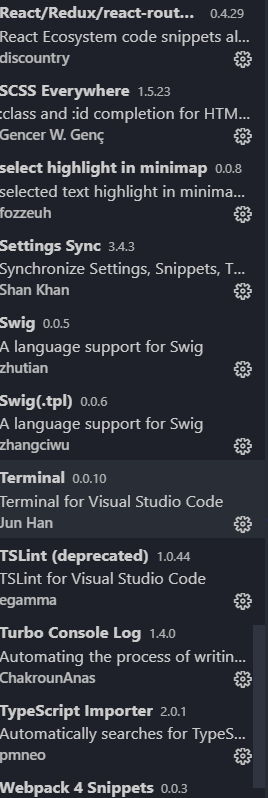 React/Redux/react-rout... 0.4.29
React Ecosystem code snippets al...
discountry
SCSS Everywhere 1.5.23
:class and :id completion for HTM...
Gencer W. Genç
select highlight in minimap 0.0.8
selected text highlight in minima...
fozzeuh
Settings Sync 3.4.3
Synchronize Settings, Snippets, T...
Shan Khan
Swig 0.0.5
A language support for Swig
zhutian
Swig(.tpl) 0.0.6
A language support for Swig
zhangciwu
Terminal 0.0.10
Terminal for Visual Studio Code
Jun Han
TSLint (deprecated) 1.0.44
TSLint for Visual Studio Code
egamma
Turbo Console Log 1.4.0
Automating the process of writin...
ChakrounAnas
TypeScript Importer 2.0.1
Automatically searches for TypeS...
pmneo
Webpack 4 Snippets 0.0.3